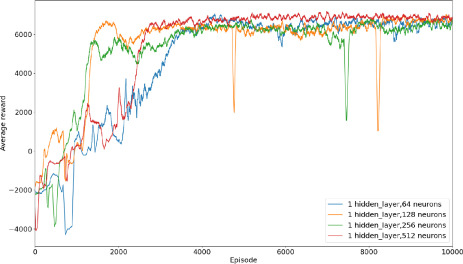 6000
4000
2000
0
−2000
−4000
Average reward
0
2000
4000
6000
8000
10000
Episode
1 hidden_layer,64 neurons
1 hidden_layer,128 neurons
1 hidden_layer,256 neurons
1 hidden_layer,512 neurons